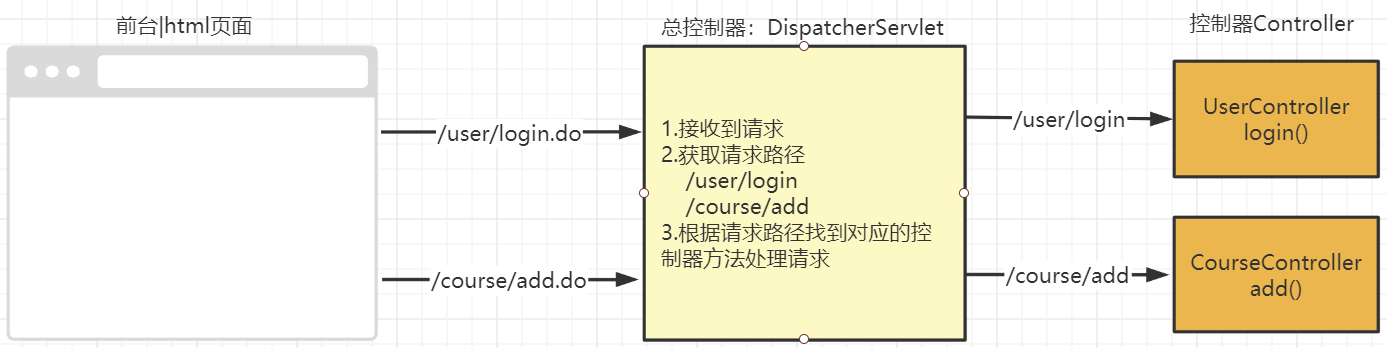 前台|html页面
总控制器：DispatcherServlet
控制器Controller
/user/login.do
/course/add.do
1.接收到请求
2.获取请求路径
/user/login
/course/add
3.根据请求路径找到对应的控
制器方法处理请求
/user/login
/course/add
UserController
login()
CourseController
add()